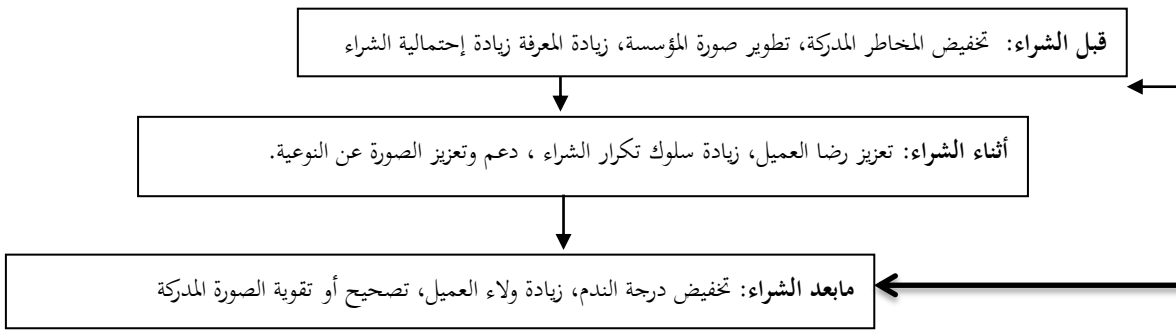 قبل الشراء: تخفيض المخاطر المدركة، تطوير صورة المؤسسة، زيادة المعرفة زيادة إحتمالية الشراء
أثناء الشراء: تعزيز رضا العميل، زيادة سلوك تكرار الشراء ، دعم وتعزيز الصورة عن النوعية.
مابعد الشراء: تخفيض درجة الندم، زيادة ولاء العميل، تصحيح أو تقوية الصورة المدركة